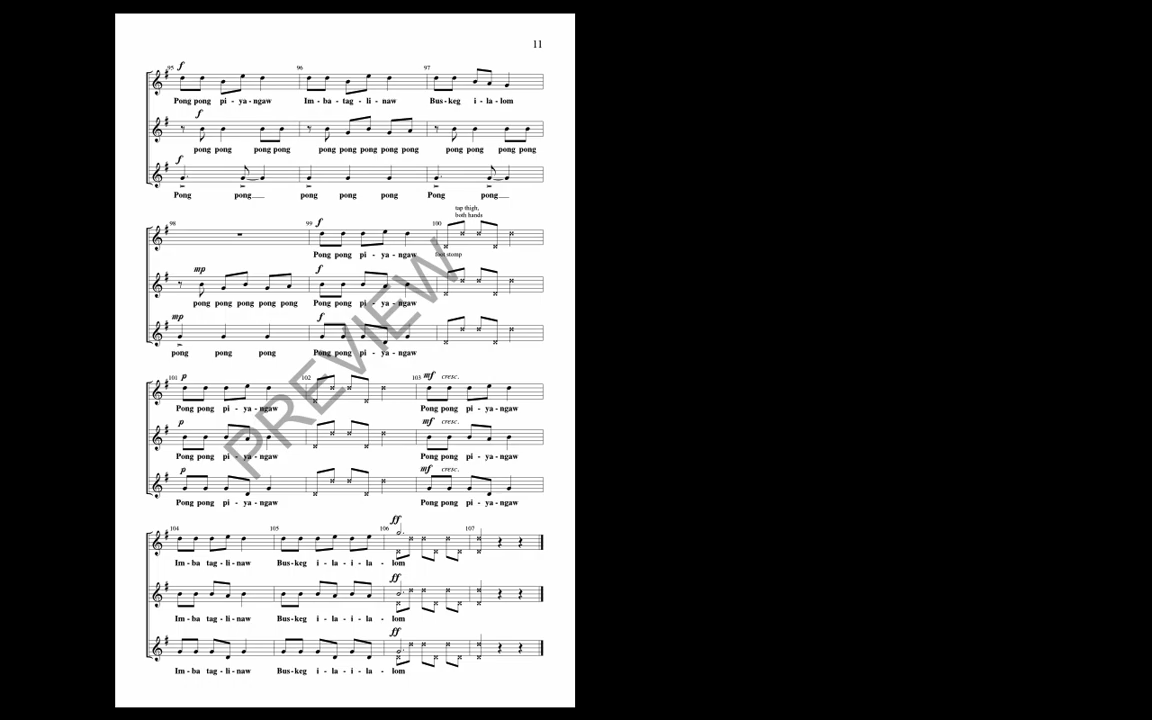 11
95 f 96 97
Pong pong pi - ya - ngaw Im - ba - tag - li - naw Bus - keg i - la - lom
f
pong pong pong pong pong pong pong pong pong pong pong pong pong
f
Pong pong pong pong pong Pong pong
tap thigh,
both hands
98 99 f 100
Pong pong pi - ya - ngaw foot stomp
mp f
pong pong pong pong pong Pong pong pi - ya - ngaw
mp f
pong pong pong Pong pong pi - ya - ngaw
PREVIEW
101 p 102 103 mf cresc.
Pong pong pi - ya - ngaw Pong pong pi - ya - ngaw
p mf cresc.
Pong pong pi - ya - ngaw Pong pong pi - ya - ngaw
p mf cresc.
Pong pong pi - ya - ngaw Pong pong pi - ya - ngaw
104 105 106 ff 107
Im - ba tag - li - naw Bus - keg i - la - i - la - lom
ff
Im - ba tag - li - naw Bus - keg i - la - i - la - lom
ff
Im - ba tag - li - naw Bus - keg i - la - i - la - lom